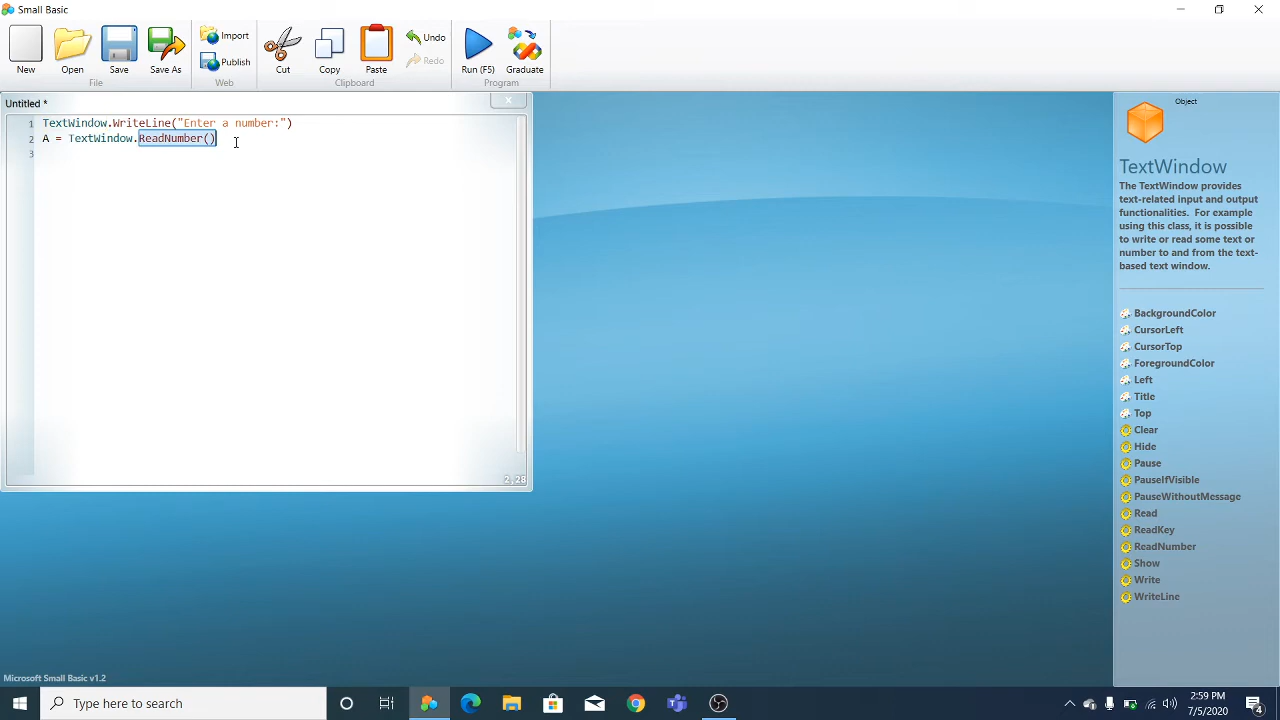 Small Basic
New
Open
Save
Save As
File
Import
Publish
Web
Cut
Copy
Paste
Undo
Redo
Clipboard
Run (F5)
Graduate
Program
Untitled *
x
1 TextWindow.WriteLine("Enter a number:")
2 A = TextWindow.ReadNumber()
3
2,28
Object
TextWindow
The TextWindow provides
text-related input and output
functionalities. For example
using this class, it is possible
to write or read some text or
number to and from the text-
based text window.
BackgroundColor
CursorLeft
CursorTop
ForegroundColor
Left
Title
Top
Clear
Hide
Pause
PauseIfVisible
PauseWithoutMessage
Read
ReadKey
ReadNumber
Show
Write
WriteLine
Microsoft Small Basic v1.2
Type here to search
2:59 PM
7/5/2020
4